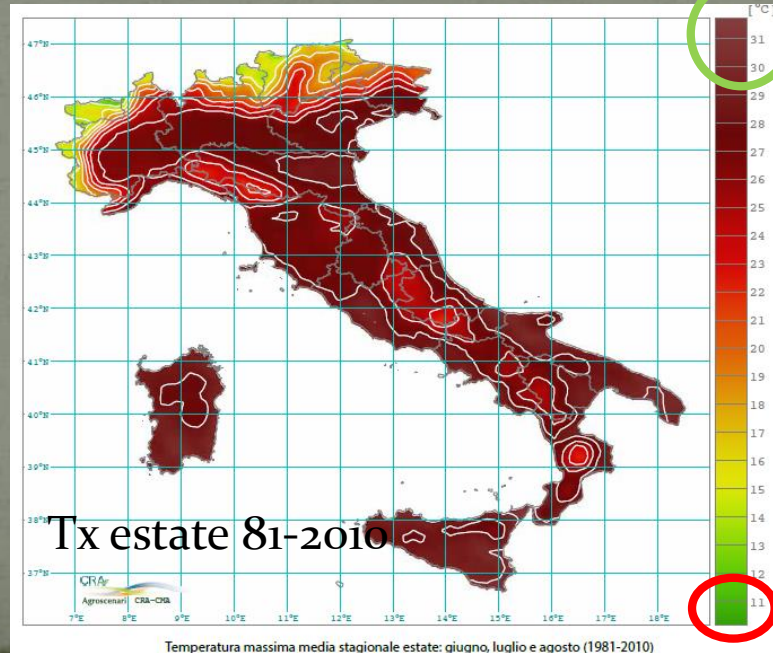 [°C]
47°N
46°N
45°N
44°N
43°N
42°N
41°N
40°N
39°N
38°N
37°N
31
30
29
28
27
26
25
24
23
22
21
20
19
18
17
16
15
14
13
12
11
Tx estate 81-2010
CRA
Agroscenari CRA-CMA
7°E 8°E 9°E 10°E 11°E 12°E 13°E 14°E 15°E 16°E 17°E 18°E
Temperatura massima media stagionale estate: giugno, luglio e agosto (1981-2010)